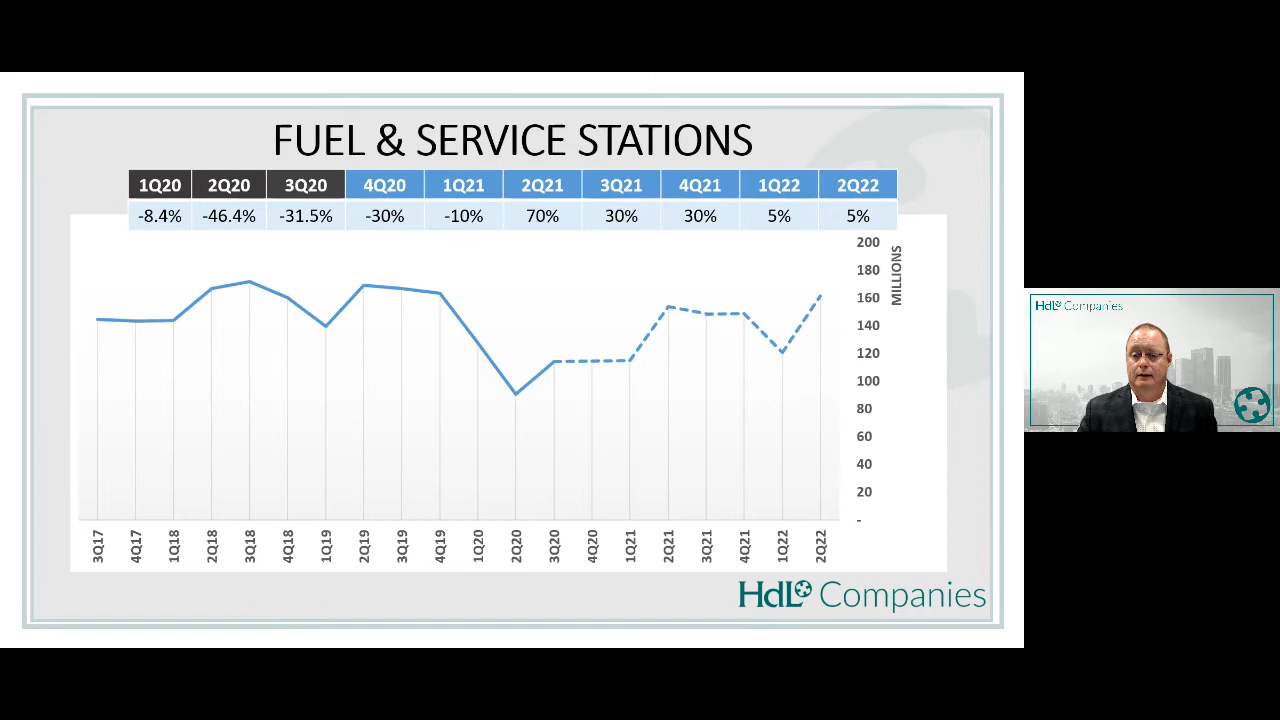 FUEL & SERVICE STATIONS
1Q20 2Q20 3Q20 4Q20 1Q21 2Q21 3Q21 4Q21 1Q22 2Q22
-8.4% -46.4% -31.5% -30% -10% 70% 30% 30% 5% 5%
200
180
160
140
120
100
80
60
40
20
-
MILLIONS
3Q17 4Q17 1Q18 2Q18 3Q18 4Q18 1Q19 2Q19 3Q19 4Q19 1Q20 2Q20 3Q20 4Q20 1Q21 2Q21 3Q21 4Q21 1Q22 2Q22
HdL Companies
HdL Companies